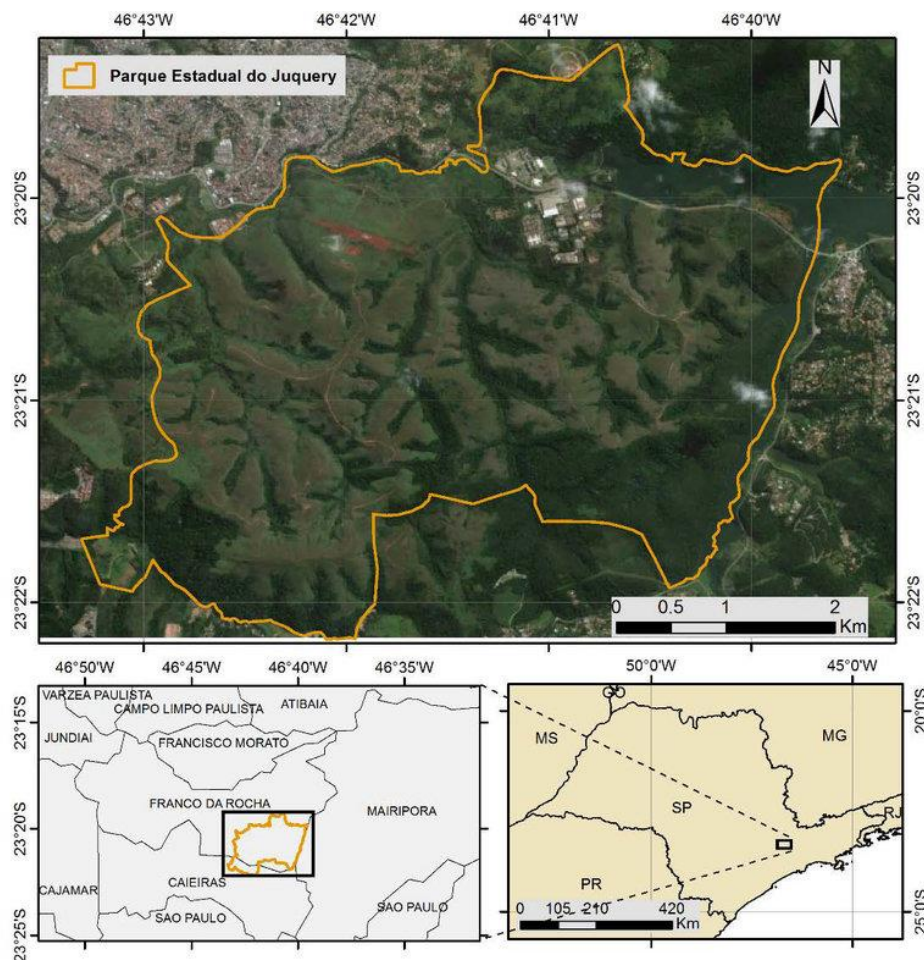 46°43'W 46°42'W 46°41'W 46°40'W
Parque Estadual do Juquery
N
23°20'S 23°20'S
23°21'S 23°21'S
23°22'S 23°22'S
0 0.5 1 2
Km
46°50'W 46°45'W 46°40'W 46°35'W
23°15'S
23°20'S
23°25'S
VARZEA PAULISTA
CAMPO LIMPO PAULISTA
ATIBAIA
JUNDIAI
FRANCISCO MORATO
FRANCO DA ROCHA
MAIRIPORA
CAJAMAR
CAIEIRAS
SAO PAULO
SAO PAULO
50°0'W 45°0'W
20°0'S
25°0'S
MS
MG
SP
RJ
PR
0 105 210 420
Km